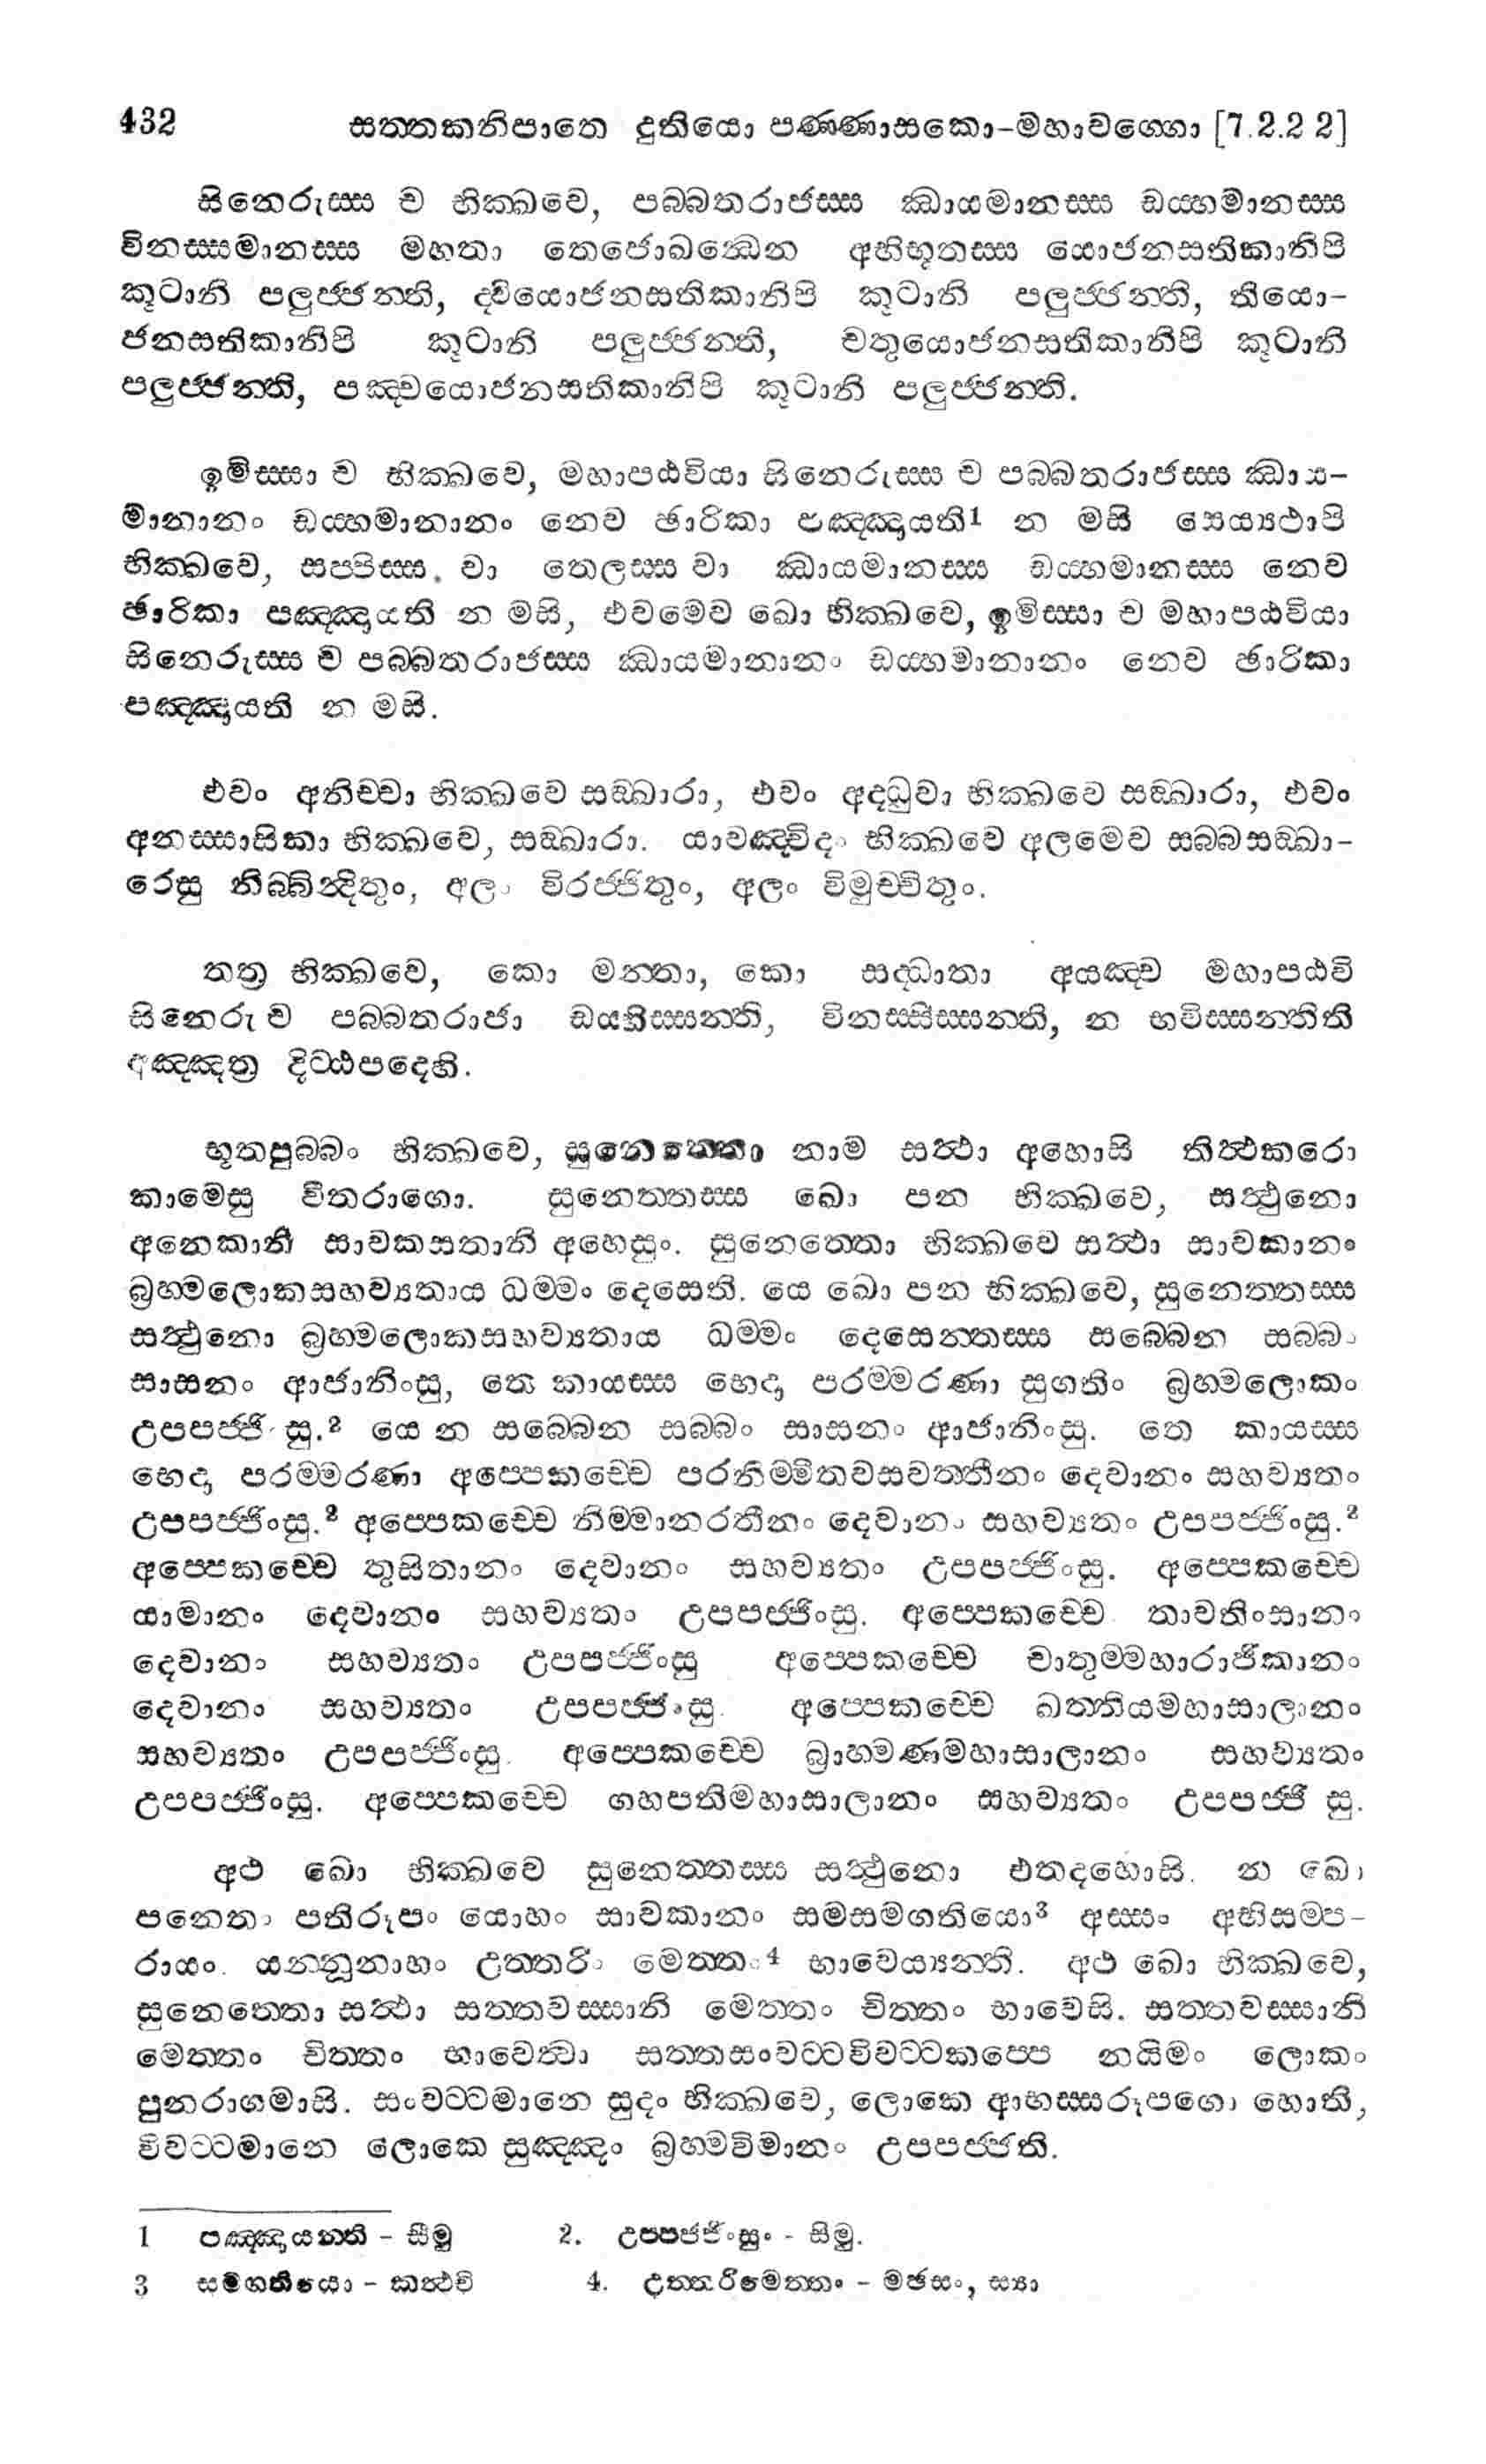 432 සත්තකනිපාතෙ දුතියො පණ්ණාසකො-මහාවග්ගො [7.2.2 2]
සිනෙරුස්ස ච භික්ඛවෙ, පබ්බතරාජස්ස ඣායමානස්ස ඩය්හමානස්ස
විනස්සමානස්ස මහතා තෙජොඛන්ධෙන අභිභූතස්ස යොජනසතිකානිපි
කූටානි පලුජ්ජන්ති, ද්වියොජනසතිකානිපි කූටානි පලුජ්ජන්ති, තියො-
ජනසතිකානිපි කූටානි පලුජ්ජන්ති, චතුයොජනසතිකානිපි කූටානි
පලුජ්ජන්ති, පඤ්චයොජනසතිකානිපි කූටානි පලුජ්ජන්ති.
ඉමිස්සා ච භික්ඛවෙ, මහාපඨවියා සිනෙරුස්ස ච පබ්බතරාජස්ස ඣාය-
මානානං ඩය්හමානානං නෙව ඡාරිකා පඤ්ඤායති1 න මසි සෙය්‍යථාපි
භික්ඛවෙ, සප්පිස්ස වා තෙලස්ස වා ඣායමානස්ස ඩය්හමානස්ස නෙව
ඡාරිකා පඤ්ඤායති න මසි, එවමෙව ඛො භික්ඛවෙ, ඉමිස්සා ච මහාපඨවියා
සිනෙරුස්ස ච පබ්බතරාජස්ස ඣායමානානං ඩය්හමානානං නෙව ඡාරිකා
පඤ්ඤායති න මසි.
එවං අනිච්චා භික්ඛවෙ සඞ්ඛාරා, එවං අද්ධුවා භික්ඛවෙ සඞ්ඛාරා, එවං
අනස්සාසිකා භික්ඛවෙ, සඞ්ඛාරා. යාවඤ්චිදං භික්ඛවෙ අලමෙව සබ්බසඞ්ඛා-
රෙසු නිබ්බින්දිතුං, අලං විරජ්ජිතුං, අලං විමුච්චිතුං.
තත්‍ර භික්ඛවෙ, කො මන්තා, කො සද්ධාතා අයඤ්ච මහාපඨවි
සිනෙරු ච පබ්බතරාජා ඩය්හිස්සන්ති, විනස්සිස්සන්ති, න භවිස්සන්තීති
අඤ්ඤත්‍ර දිට්ඨපදෙහි.
භූතපුබ්බං භික්ඛවෙ, සුනෙත්තො නාම සත්ථා අහොසි තිත්ථකරො
කාමෙසු වීතරාගො. සුනෙත්තස්ස ඛො පන භික්ඛවෙ, සත්ථුනො
අනෙකානි සාවකසතානි අහෙසුං. සුනෙත්තො භික්ඛවෙ සත්ථා සාවකානං
බ්‍රහ්මලොකසහව්‍යතාය ධම්මං දෙසෙති. යෙ ඛො පන භික්ඛවෙ, සුනෙත්තස්ස
සත්ථුනො බ්‍රහ්මලොකසහව්‍යතාය ධම්මං දෙසෙන්තස්ස සබ්බෙන සබ්බං
සාසනං ආජානිංසු, තෙ කායස්ස භෙදා පරම්මරණා සුගතිං බ්‍රහ්මලොකං
උපපජ්ජිංසු.2 යෙ න සබ්බෙන සබ්බං සාසනං ආජානිංසු. තෙ කායස්ස
භෙදා පරම්මරණා අප්පෙකච්චෙ පරනිම්මිතවසවත්තීනං දෙවානං සහව්‍යතං
උපපජ්ජිංසු.2 අප්පෙකච්චෙ නිම්මානරතීනං දෙවානං සහව්‍යතං උපපජ්ජිංසු.2
අප්පෙකච්චෙ තුසිතානං දෙවානං සහව්‍යතං උපපජ්ජිංසු. අප්පෙකච්චෙ
යාමානං දෙවානං සහව්‍යතං උපපජ්ජිංසු. අප්පෙකච්චෙ තාවතිංසානං
දෙවානං සහව්‍යතං උපපජ්ජිංසු අප්පෙකච්චෙ චාතුම්මහාරාජිකානං
දෙවානං සහව්‍යතං උපපජ්ජිංසු. අප්පෙකච්චෙ ඛත්තියමහාසාලානං
සහව්‍යතං උපපජ්ජිංසු. අප්පෙකච්චෙ බ්‍රාහ්මණමහාසාලානං සහව්‍යතං
උපපජ්ජිංසු. අප්පෙකච්චෙ ගහපතිමහාසාලානං සහව්‍යතං උපපජ්ජිංසු.
අථ ඛො භික්ඛවෙ සුනෙත්තස්ස සත්ථුනො එතදහොසි. න ඛො
පනෙතං පතිරූපං යොහං සාවකානං සමසමගතියො3 අස්සං අභිසම්ප-
රායං. යන්නූනාහං උත්තරිං මෙත්තං4 භාවෙය්‍යන්ති. අථ ඛො භික්ඛවෙ,
සුනෙත්තො සත්ථා සත්තවස්සානි මෙත්තං චිත්තං භාවෙසි. සත්තවස්සානි
මෙත්තං චිත්තං භාවෙත්වා සත්තසංවට්ටවිවට්ටකප්පෙ නයිමං ලොකං
පුනරාගමාසි. සංවට්ටමානෙ සුදං භික්ඛවෙ, ලොකෙ ආභස්සරූපගො හොති,
විවට්ටමානෙ ලොකෙ සුඤ්ඤං බ්‍රහ්මවිමානං උපපජ්ජති.
1 පඤ්ඤායන්ති - සීමු 2. උපපජ්ජිංසුං - සිමු.
3 සමගතියො - කත්ථචි 4. උත්තරිමෙත්තං - මඡසං, ස්‍යා